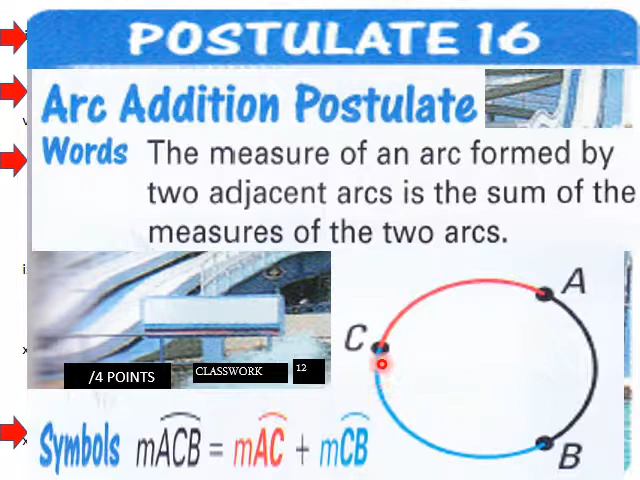 POSTULATE 16
Arc Addition Postulate
Words The measure of an arc formed by
two adjacent arcs is the sum of the
measures of the two arcs.
A
C
B
/4 POINTS
CLASSWORK
12
Symbols mACB = mAC + mCB